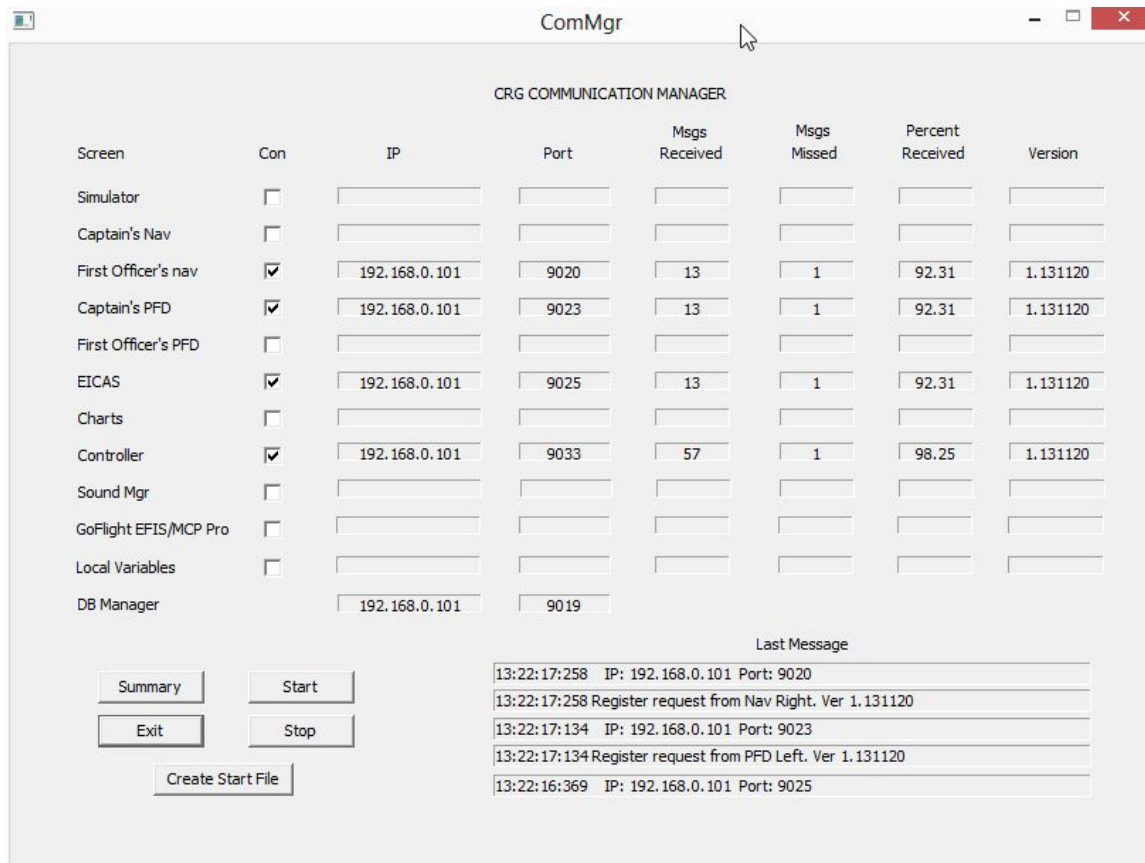 ComMgr
CRG COMMUNICATION MANAGER
Screen Con IP Port Msgs Received Msgs Missed Percent Received Version
Simulator
Captain's Nav
First Officer's nav 192.168.0.101 9020 13 1 92.31 1.131120
Captain's PFD 192.168.0.101 9023 13 1 92.31 1.131120
First Officer's PFD
EICAS 192.168.0.101 9025 13 1 92.31 1.131120
Charts
Controller 192.168.0.101 9033 57 1 98.25 1.131120
Sound Mgr
GoFlight EFIS/MCP Pro
Local Variables
DB Manager 192.168.0.101 9019
Last Message
13:22:17:258 IP: 192.168.0.101 Port: 9020
13:22:17:258 Register request from Nav Right. Ver 1.131120
13:22:17:134 IP: 192.168.0.101 Port: 9023
13:22:17:134 Register request from PFD Left. Ver 1.131120
13:22:16:369 IP: 192.168.0.101 Port: 9025
Summary Start
Exit Stop
Create Start File